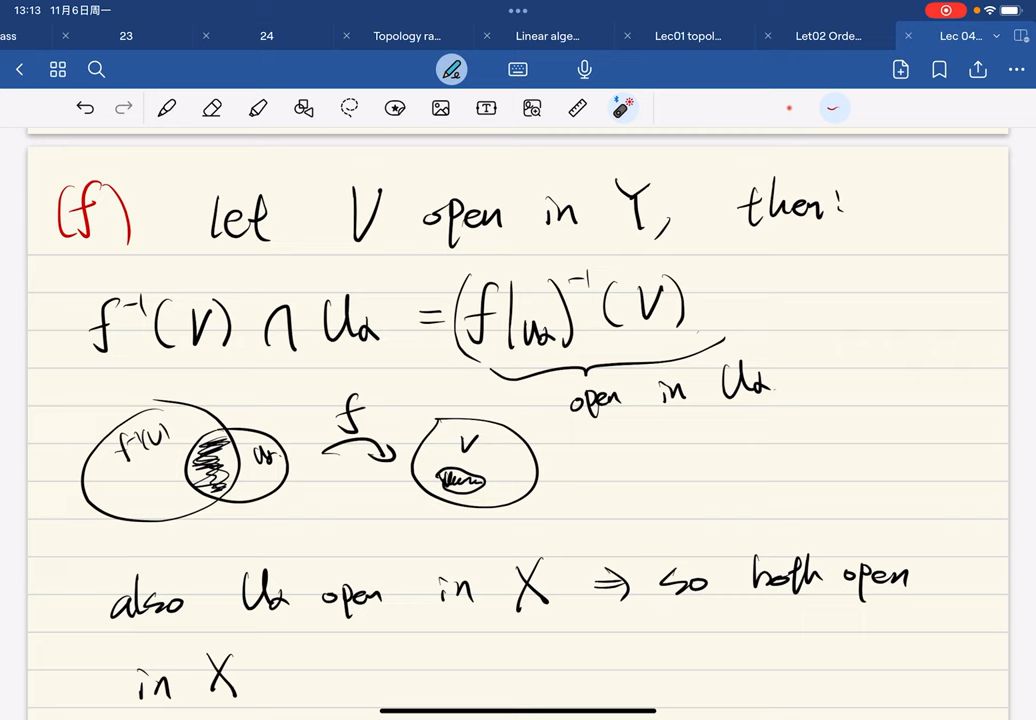 13:13 11月6日周一
ass 23 24 Topology ra... Linear alge... Lec01 topol... Let02 Orde... Lec 04...
(f) let V open in Y, then:
f⁻¹(V) ∩ Uα = (f|Uα)⁻¹(V)
open in Uα
f
f⁻¹(V) Uα V
also Uα open in X ⇒ so both open
in X